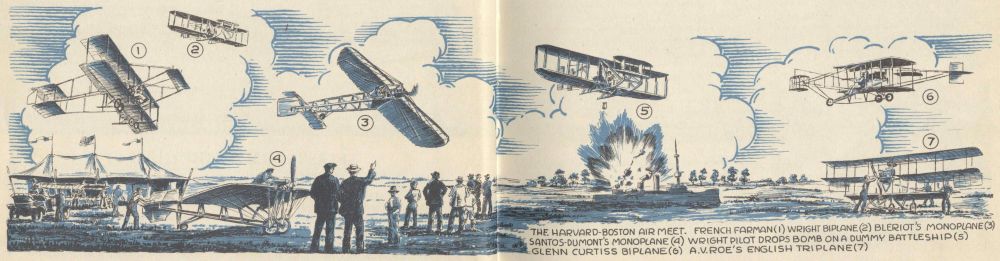 1
2
3
4
5
6
7
THE HARVARD-BOSTON AIR MEET. FRENCH FARMAN(1) WRIGHT BIPLANE(2) BLERIOT'S MONOPLANE(3)
SANTOS-DUMONT'S MONOPLANE(4) WRIGHT PILOT DROPS BOMB ON A DUMMY BATTLESHIP(5)
GLENN CURTISS BIPLANE(6) A.V.ROE'S ENGLISH TRIPLANE(7)